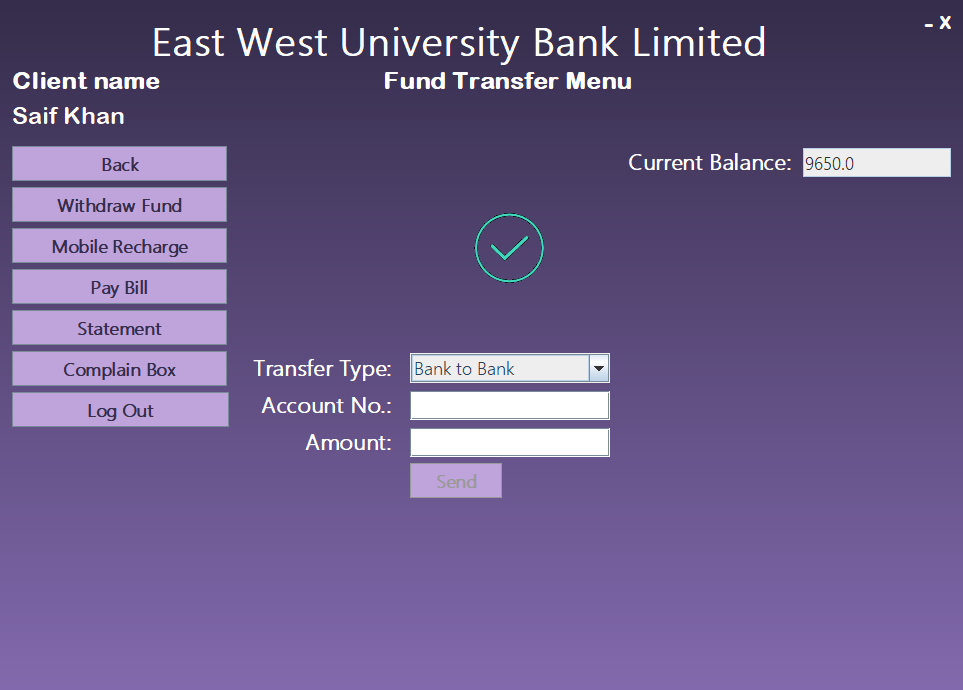 - X
East West University Bank Limited
Client name
Fund Transfer Menu
Saif Khan
Back
Current Balance: 9650.0
Withdraw Fund
Mobile Recharge
Pay Bill
Statement
Complain Box
Log Out
Transfer Type: Bank to Bank
Account No.:
Amount:
Send